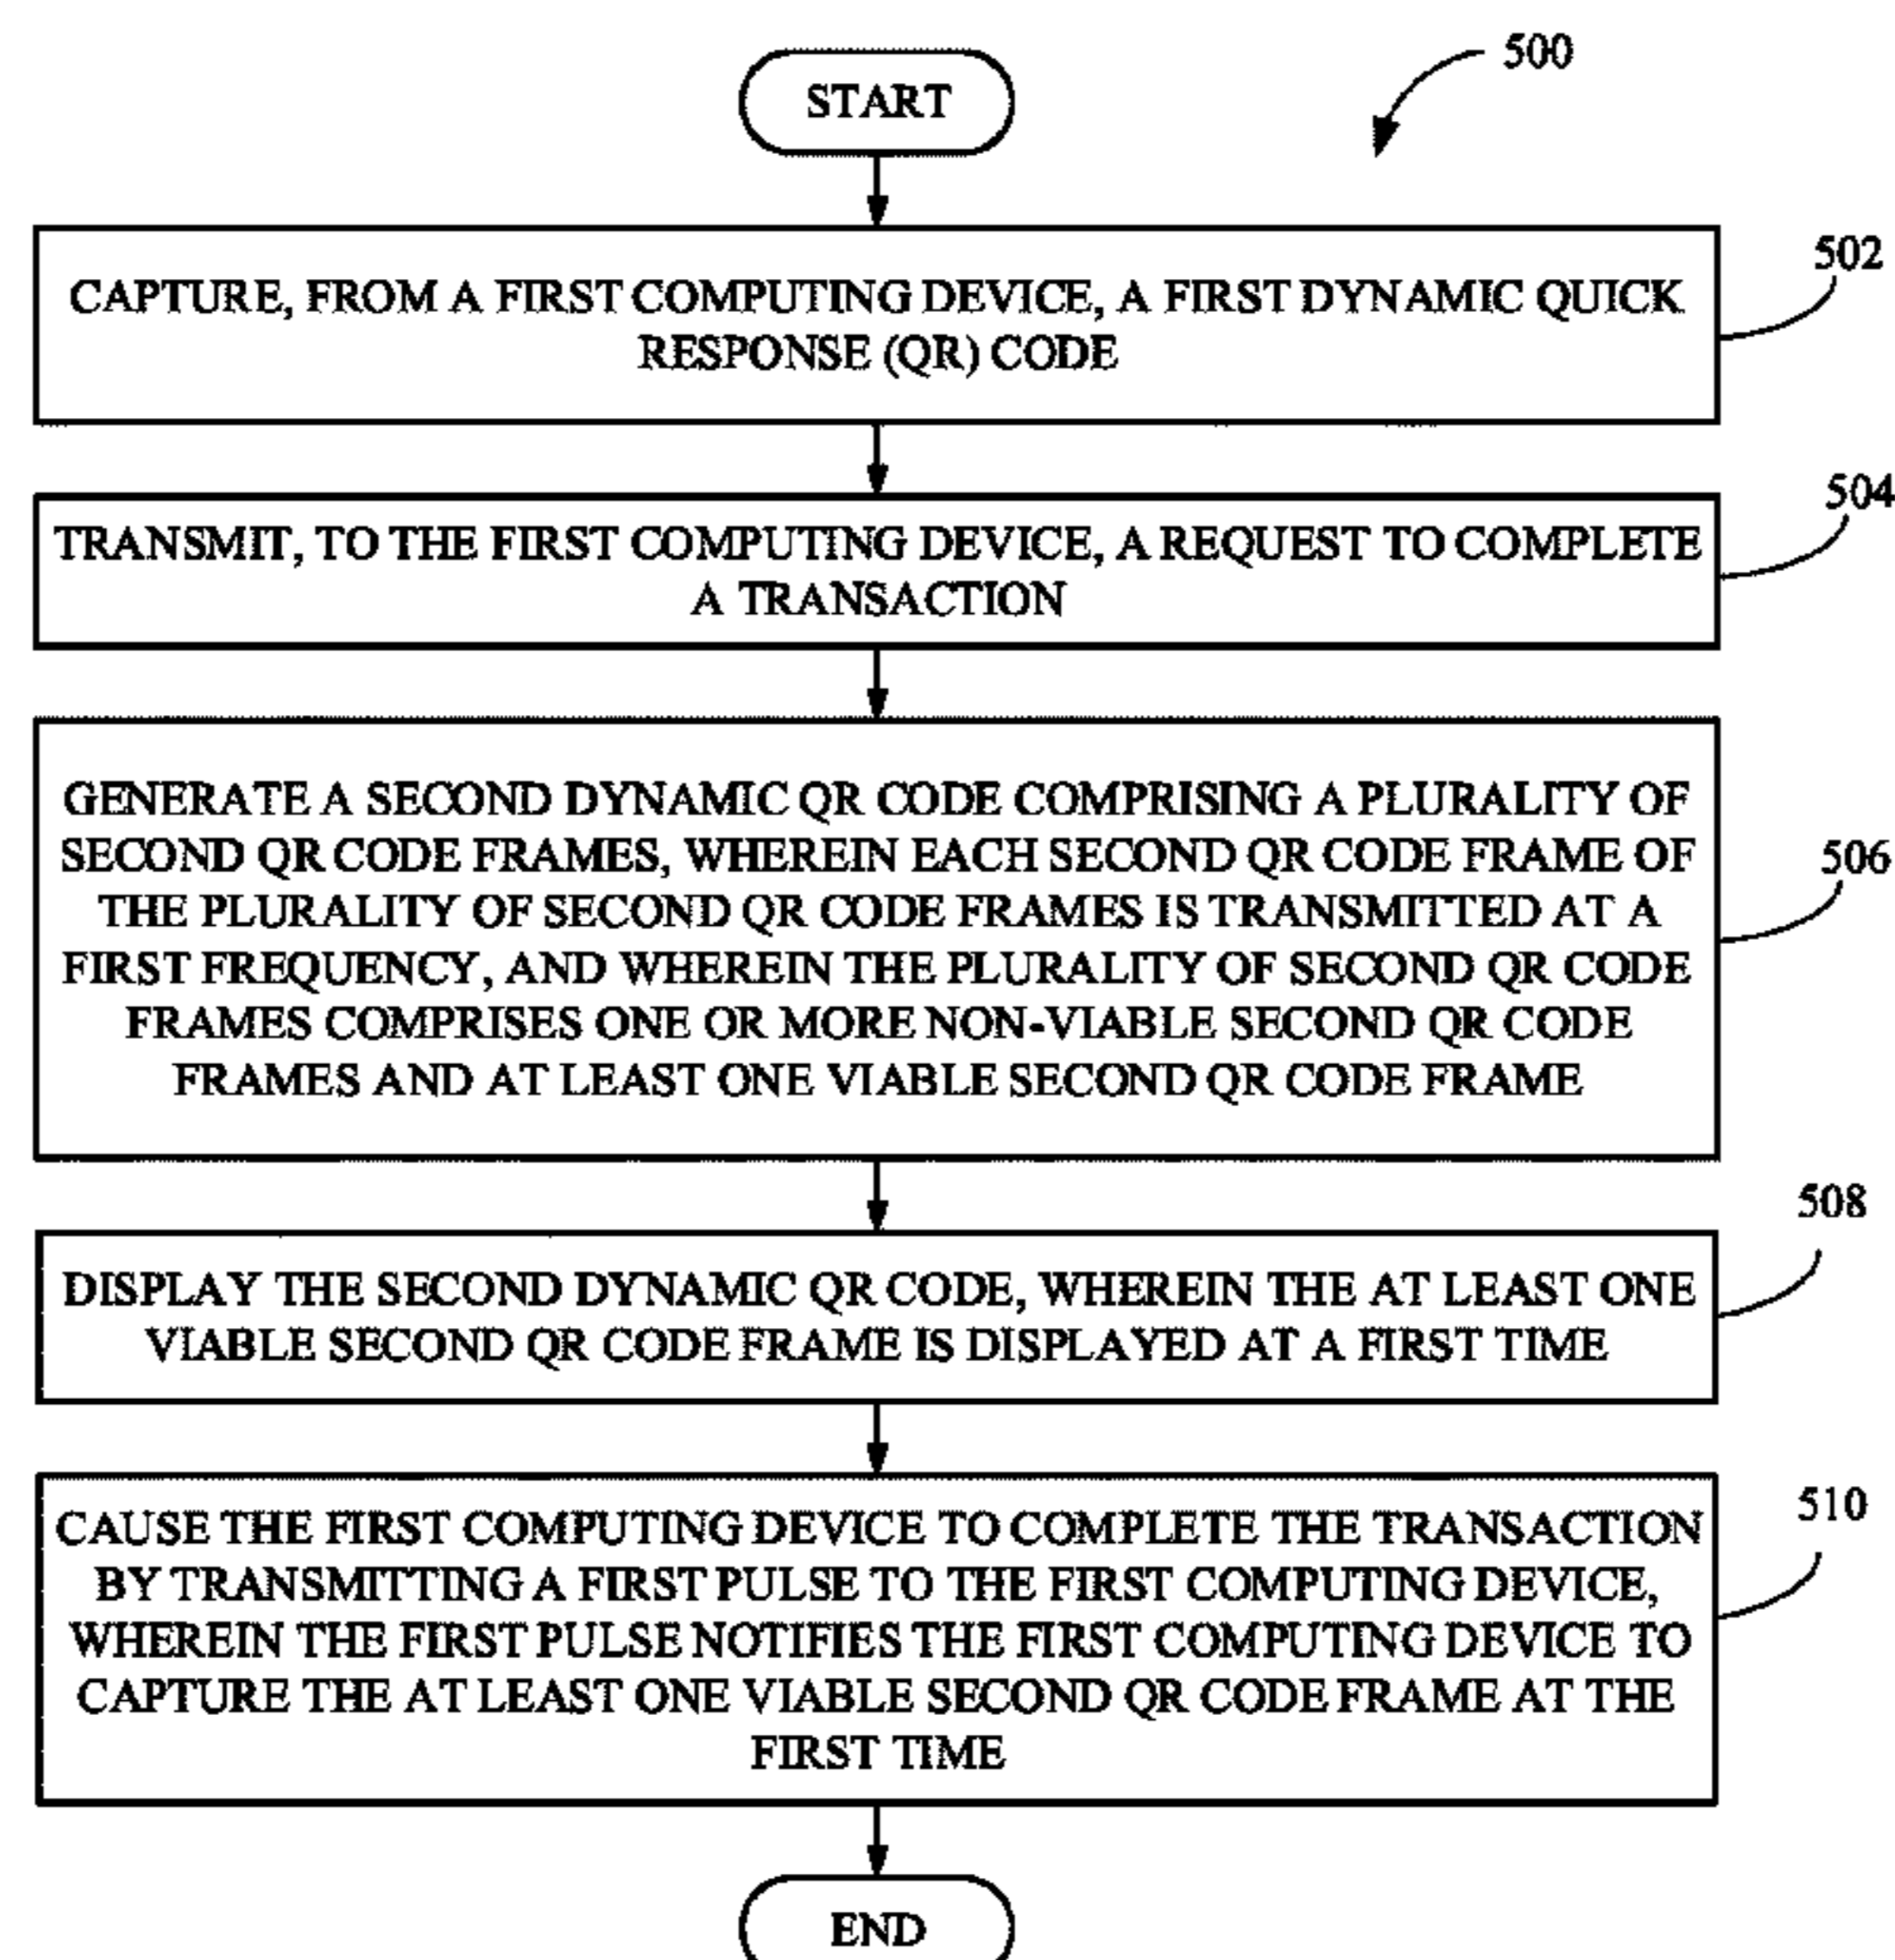 500
START
502
CAPTURE, FROM A FIRST COMPUTING DEVICE, A FIRST DYNAMIC QUICK
RESPONSE (QR) CODE
504
TRANSMIT, TO THE FIRST COMPUTING DEVICE, A REQUEST TO COMPLETE
A TRANSACTION
GENERATE A SECOND DYNAMIC QR CODE COMPRISING A PLURALITY OF
SECOND QR CODE FRAMES, WHEREIN EACH SECOND QR CODE FRAME OF
506
THE PLURALITY OF SECOND QR CODE FRAMES IS TRANSMITTED AT A
FIRST FREQUENCY, AND WHEREIN THE PLURALITY OF SECOND QR CODE
FRAMES COMPRISES ONE OR MORE NON-VIABLE SECOND QR CODE
FRAMES AND AT LEAST ONE VIABLE SECOND QR CODE FRAME
508
DISPLAY THE SECOND DYNAMIC QR CODE, WHEREIN THE AT LEAST ONE
VIABLE SECOND QR CODE FRAME IS DISPLAYED AT A FIRST TIME
510
CAUSE THE FIRST COMPUTING DEVICE TO COMPLETE THE TRANSACTION
BY TRANSMITTING A FIRST PULSE TO THE FIRST COMPUTING DEVICE,
WHEREIN THE FIRST PULSE NOTIFIES THE FIRST COMPUTING DEVICE TO
CAPTURE THE AT LEAST ONE VIABLE SECOND QR CODE FRAME AT THE
FIRST TIME
END